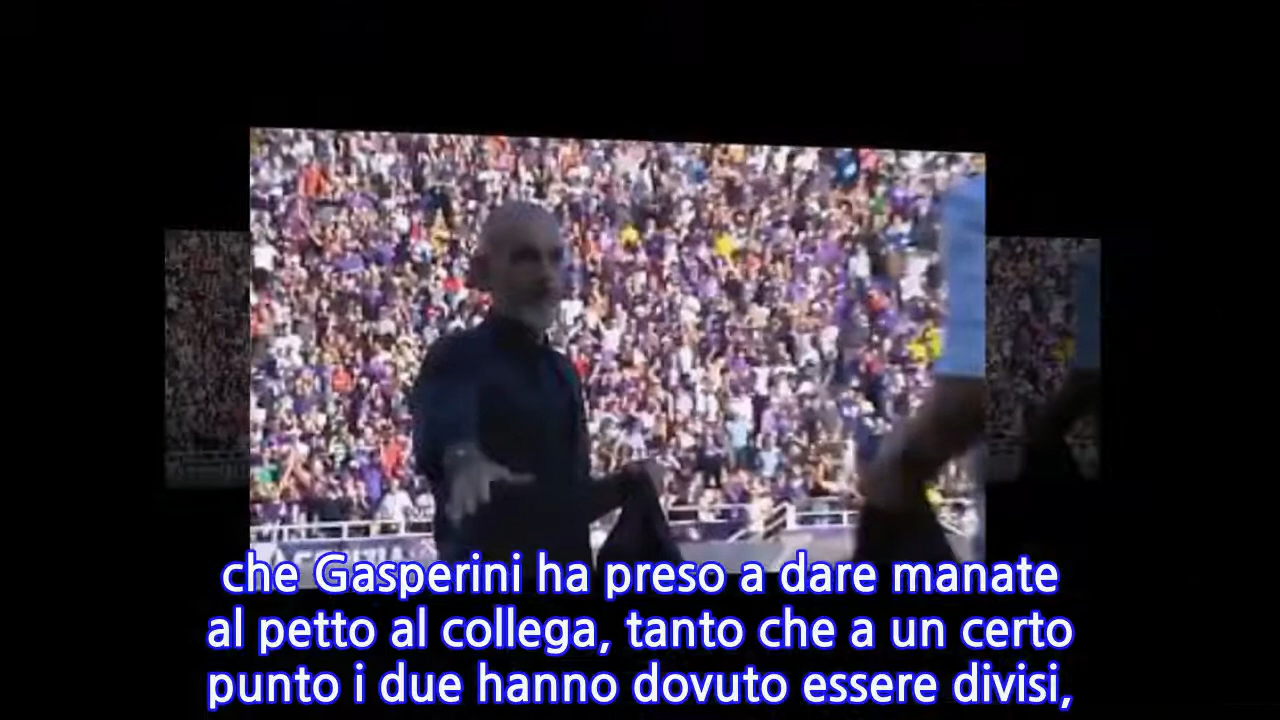 che Gasperini ha preso a dare manate
al petto al collega, tanto che a un certo
punto i due hanno dovuto essere divisi,